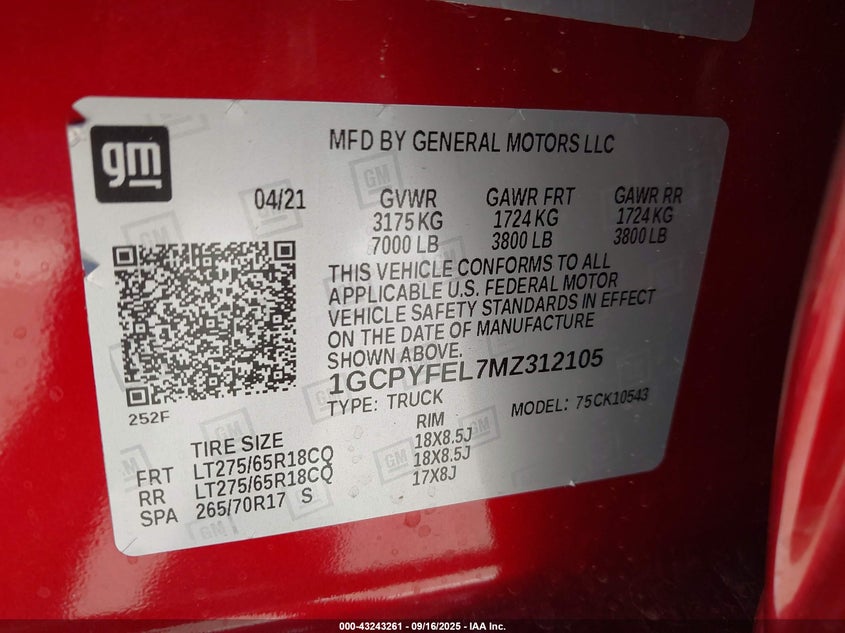 gm
MFD BY GENERAL MOTORS LLC
04/21
GVWR GAWR FRT GAWR RR
3175 KG 1724 KG 1724 KG
7000 LB 3800 LB 3800 LB
THIS VEHICLE CONFORMS TO ALL
APPLICABLE U.S. FEDERAL MOTOR
VEHICLE SAFETY STANDARDS IN EFFECT
ON THE DATE OF MANUFACTURE
SHOWN ABOVE.
1GCPYFEL7MZ312105
TYPE: TRUCK MODEL: 75CK10543
252F
TIRE SIZE RIM
FRT LT275/65R18CQ 18X8.5J
RR LT275/65R18CQ 18X8.5J
SPA 265/70R17 S 17X8J
000-43243261 - 09/16/2025 - IAA Inc.